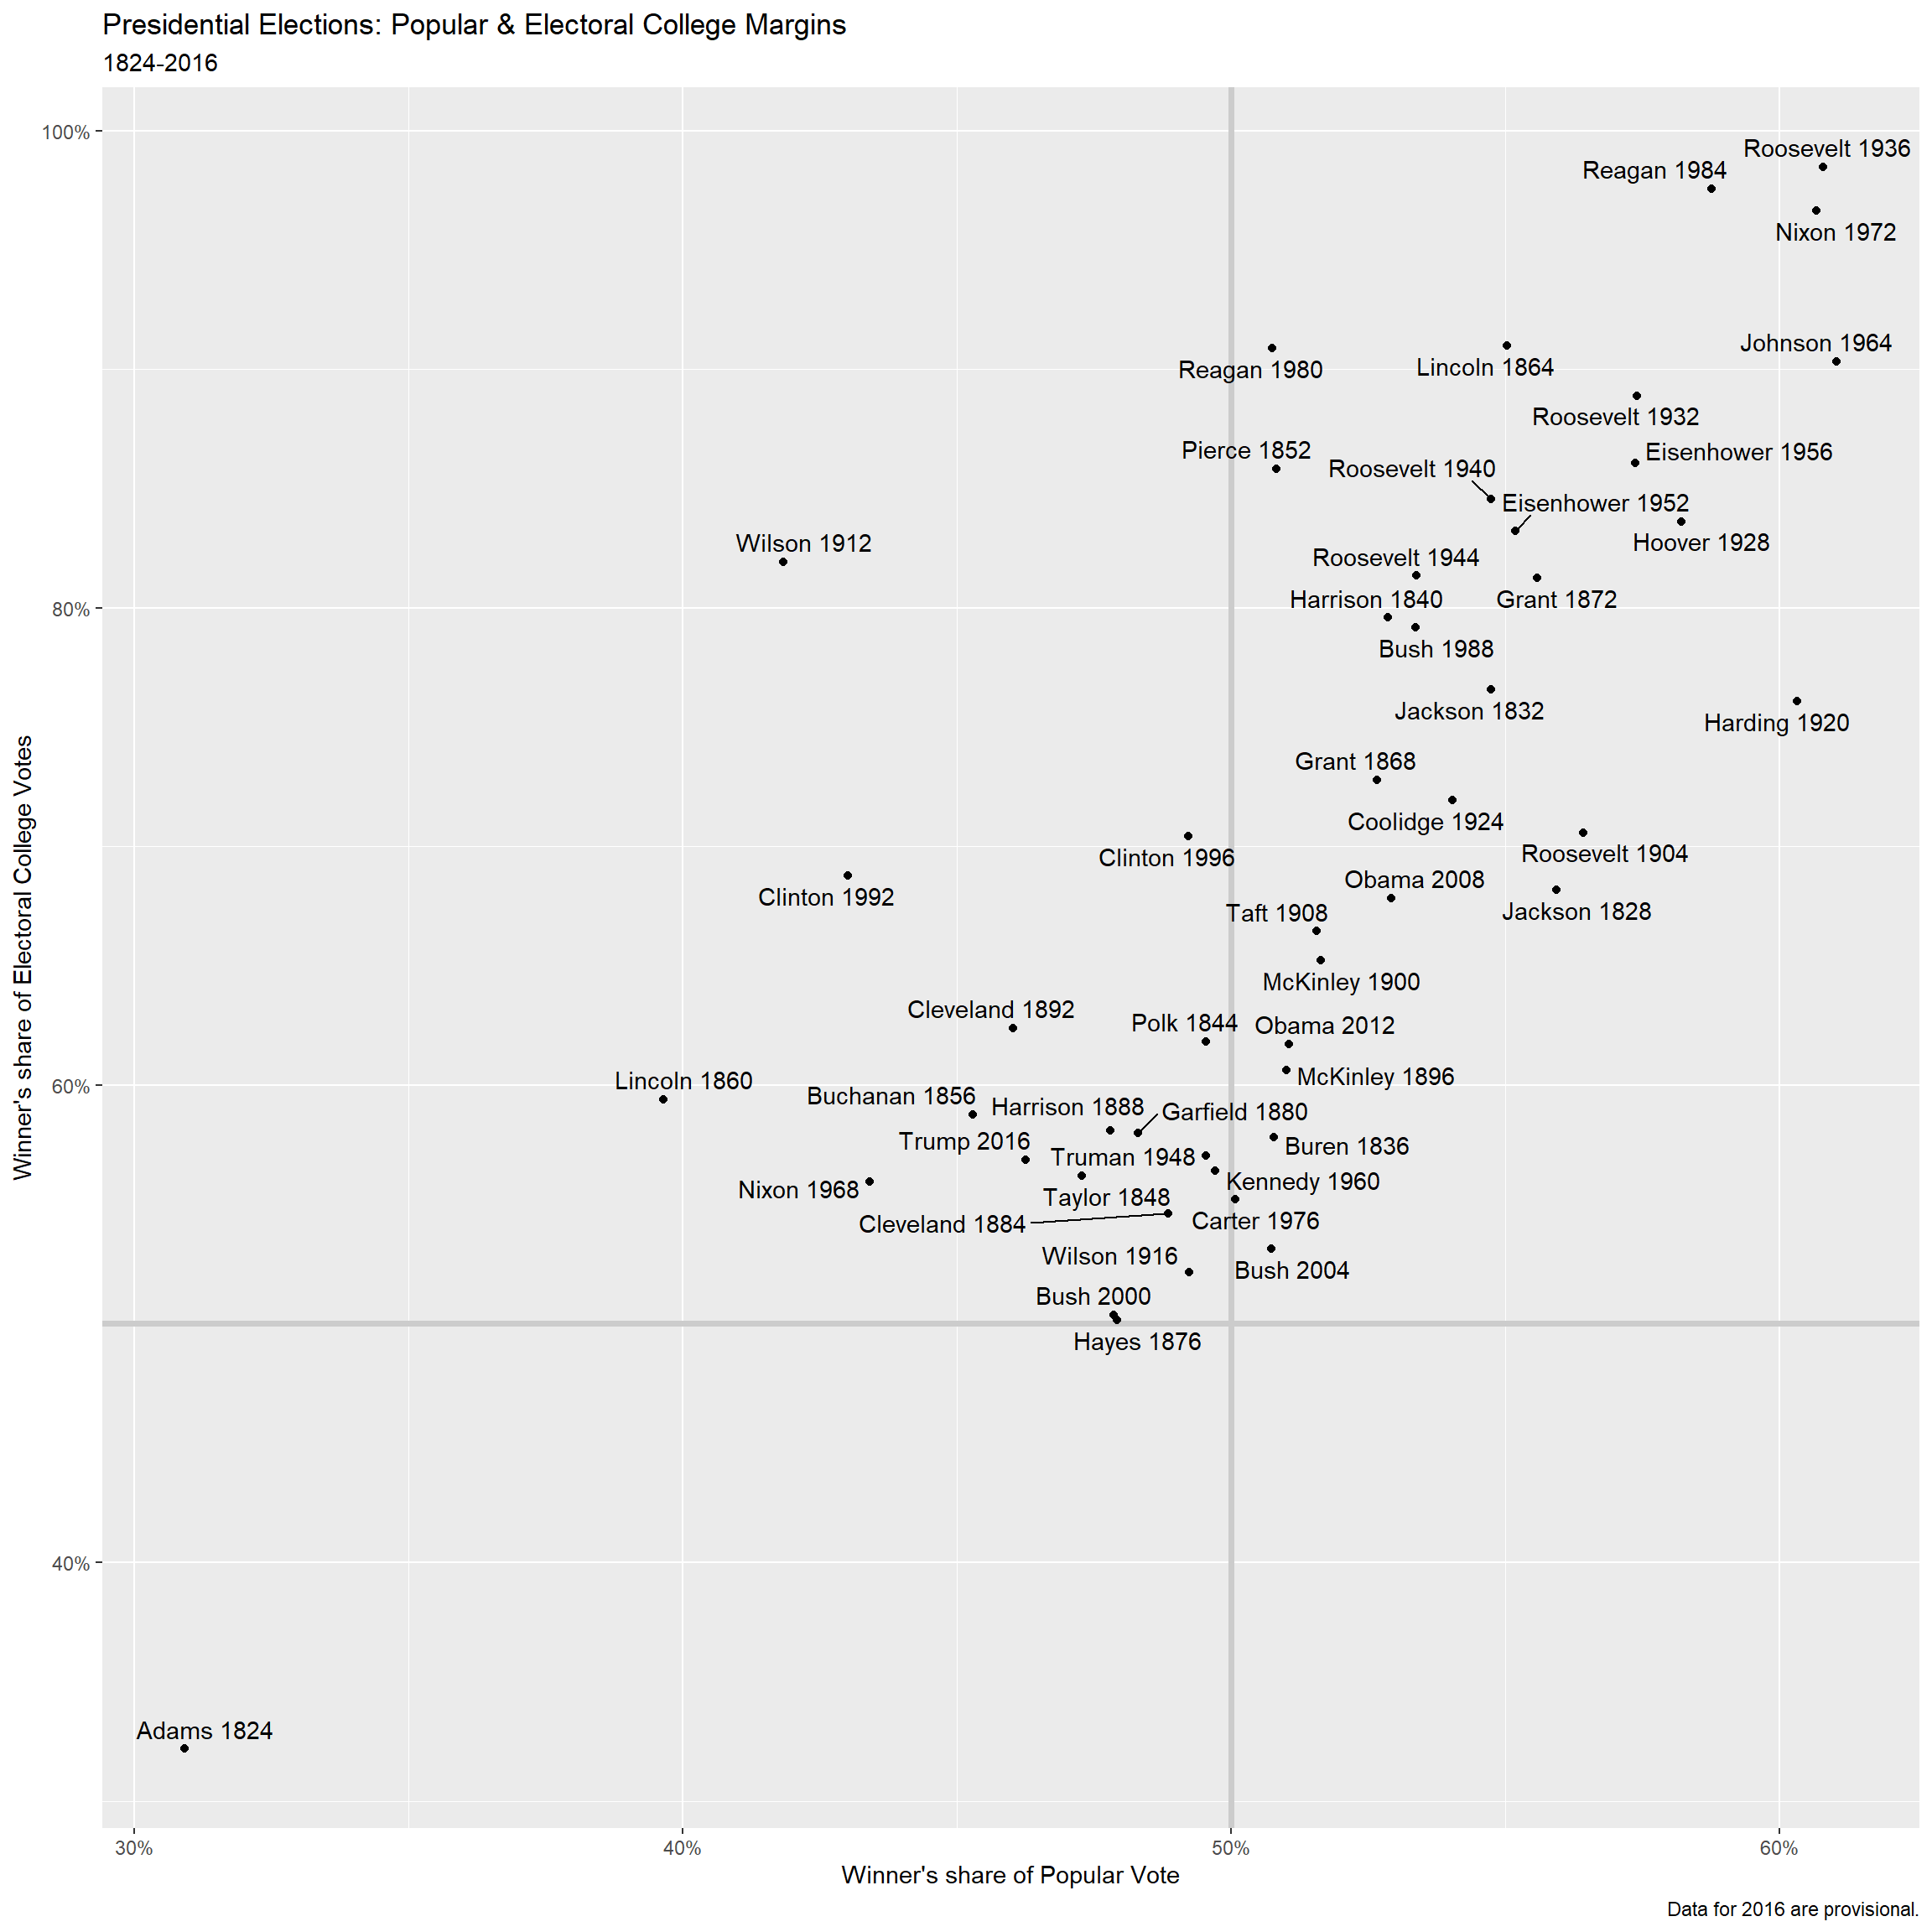 Presidential Elections: Popular & Electoral College Margins
1824-2016
Winner's share of Electoral College Votes
100%
80%
60%
40%
Roosevelt 1936
Reagan 1984
Nixon 1972
Johnson 1964
Reagan 1980
Lincoln 1864
Roosevelt 1932
Pierce 1852
Eisenhower 1956
Roosevelt 1940
Eisenhower 1952
Wilson 1912
Hoover 1928
Roosevelt 1944
Harrison 1840
Grant 1872
Bush 1988
Jackson 1832
Harding 1920
Grant 1868
Coolidge 1924
Clinton 1996
Roosevelt 1904
Clinton 1992
Obama 2008
Taft 1908
Jackson 1828
McKinley 1900
Cleveland 1892
Polk 1844
Obama 2012
Lincoln 1860
McKinley 1896
Buchanan 1856
Harrison 1888
Garfield 1880
Trump 2016
Truman 1948
Buren 1836
Nixon 1968
Kennedy 1960
Taylor 1848
Cleveland 1884
Carter 1976
Wilson 1916
Bush 2004
Bush 2000
Hayes 1876
Adams 1824
30%
40%
50%
60%
Winner's share of Popular Vote
Data for 2016 are provisional.